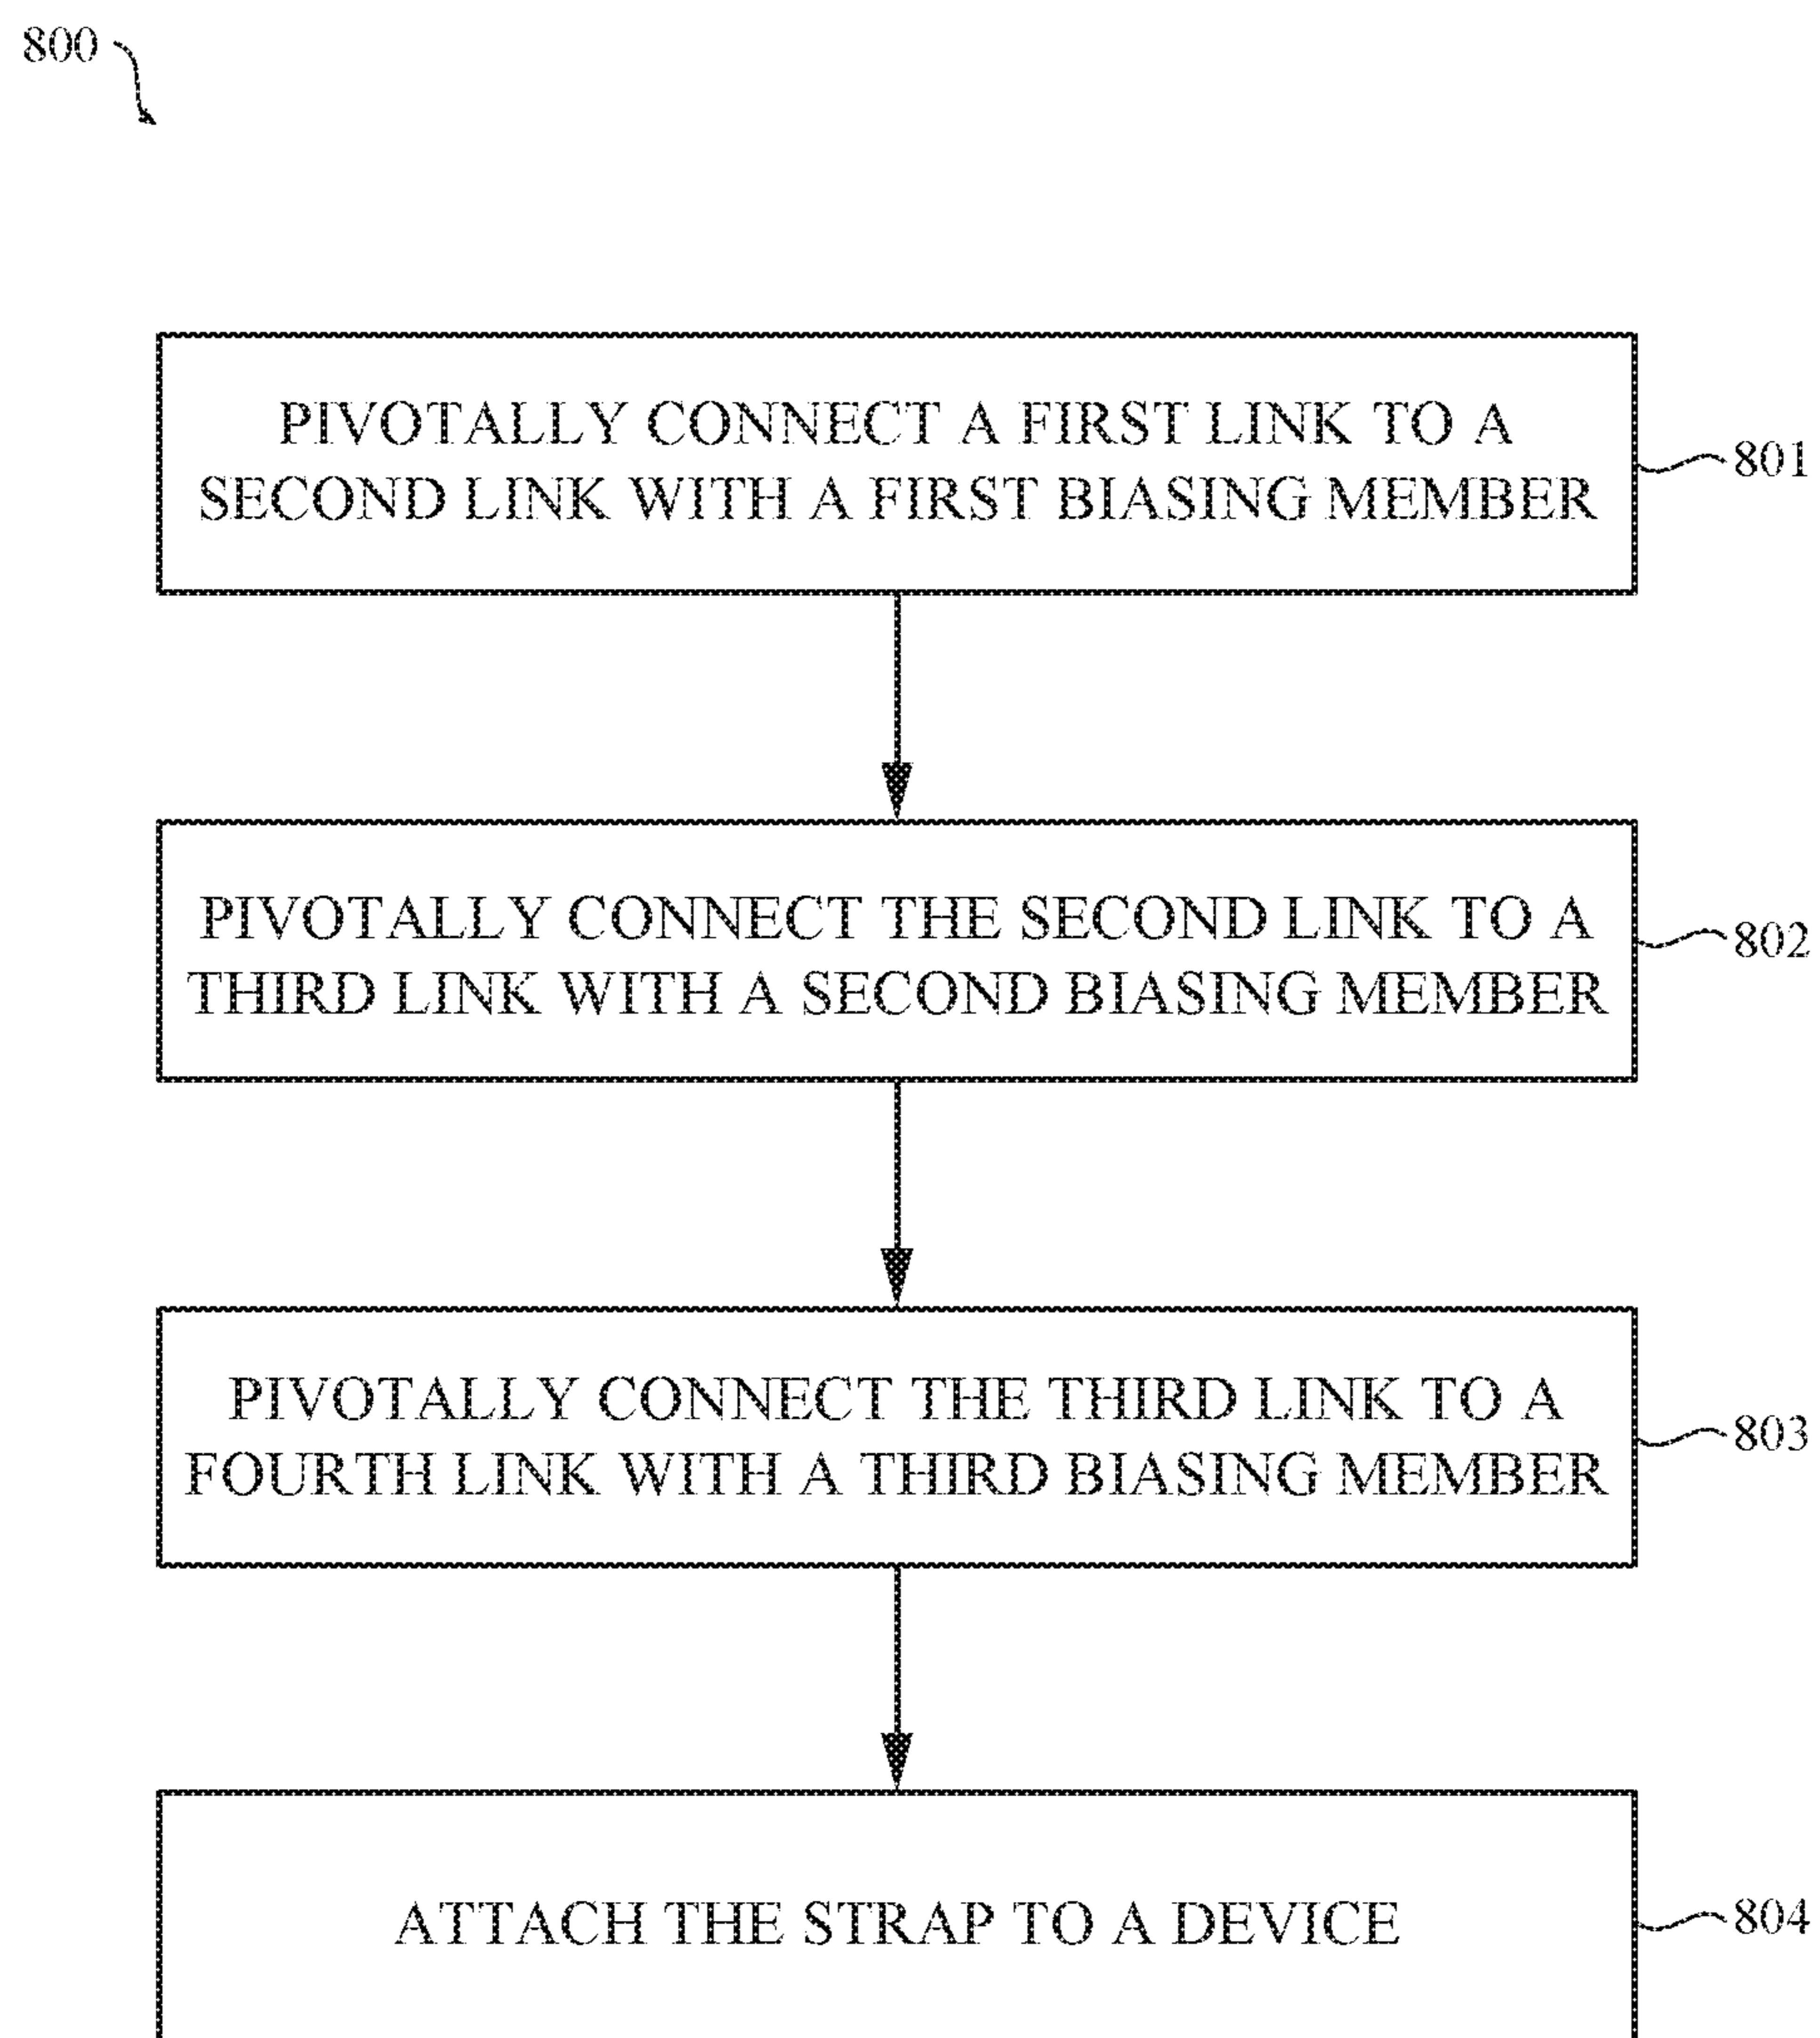 800
PIVOTALLY CONNECT A FIRST LINK TO A
SECOND LINK WITH A FIRST BIASING MEMBER
801
PIVOTALLY CONNECT THE SECOND LINK TO A
THIRD LINK WITH A SECOND BIASING MEMBER
802
PIVOTALLY CONNECT THE THIRD LINK TO A
FOURTH LINK WITH A THIRD BIASING MEMBER
803
ATTACH THE STRAP TO A DEVICE
804